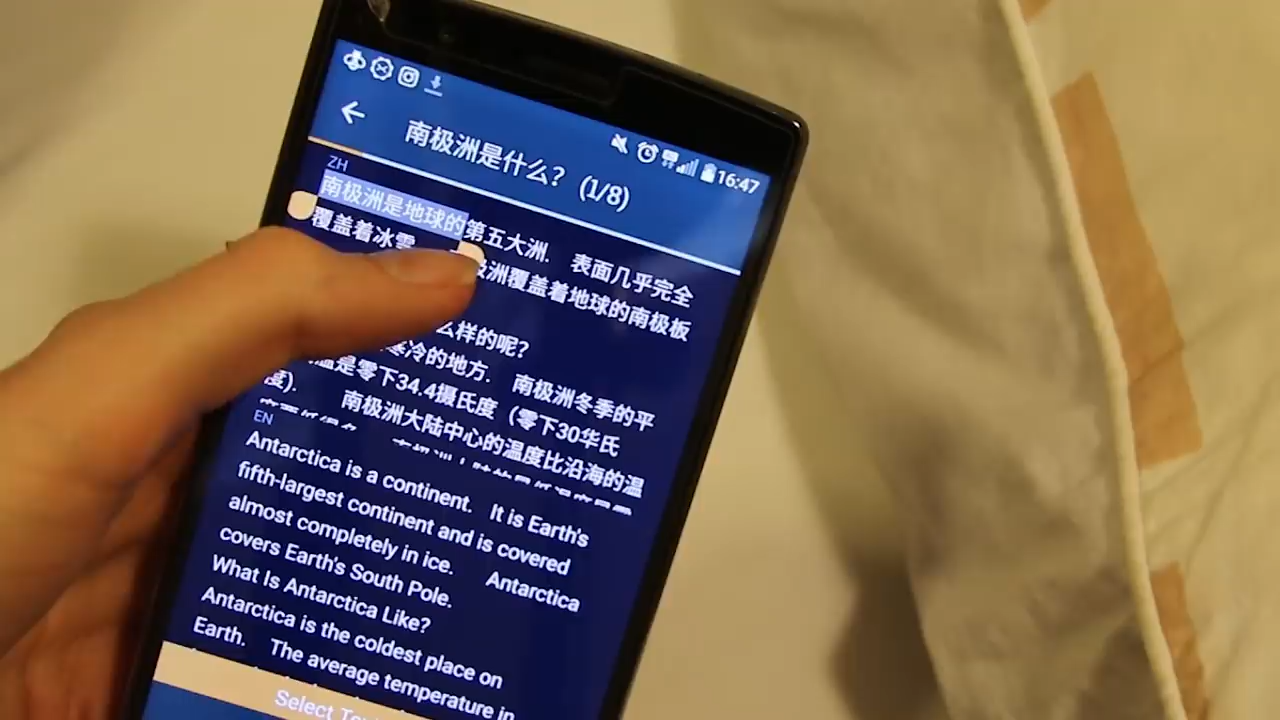 16:47
南极洲是什么? (1/8)
ZH
南极洲是地球的第五大洲. 表面几乎完全
覆盖着冰雪 极洲覆盖着地球的南极板
么样的呢?
寒冷的地方. 南极洲冬季的平
温是零下34.4摄氏度 (零下30华氏
度). 南极洲大陆中心的温度比沿海的温
EN
Antarctica is a continent. It is Earth's
fifth-largest continent and is covered
almost completely in ice. Antarctica
covers Earth's South Pole.
What Is Antarctica Like?
Antarctica is the coldest place on
Earth. The average temperature in
Select